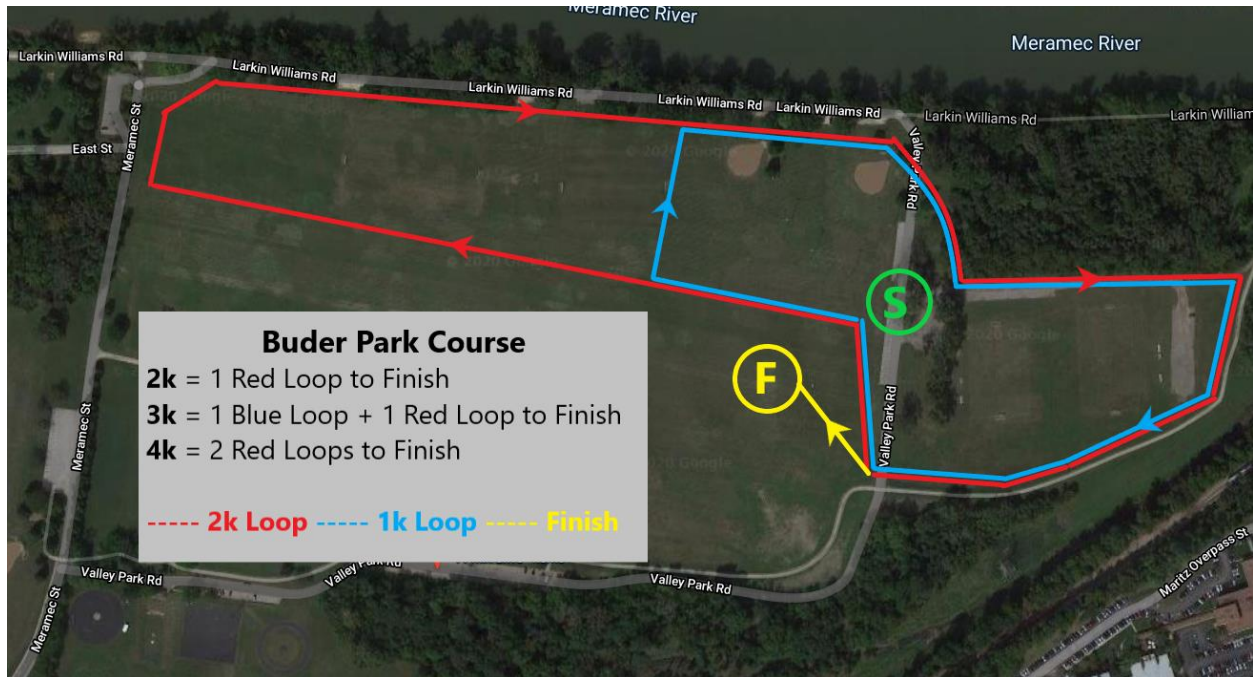 Meramec River
Meramec River
Larkin Williams Rd
Larkin Williams Rd
Larkin Williams Rd
Larkin Williams Rd
Larkin Williams Rd
Larkin Williams Rd
Larkin William
East St
Meramec St
Valley Park Rd
© 2020 Google
S
F
Buder Park Course
2k = 1 Red Loop to Finish
3k = 1 Blue Loop + 1 Red Loop to Finish
4k = 2 Red Loops to Finish
----- 2k Loop ----- 1k Loop ----- Finish
Meramec St
Valley Park Rd
2020 Google
Maritz Overpass St
Valley Park Rd
Valley Park Rd
Valley Park Rd
Meramec St